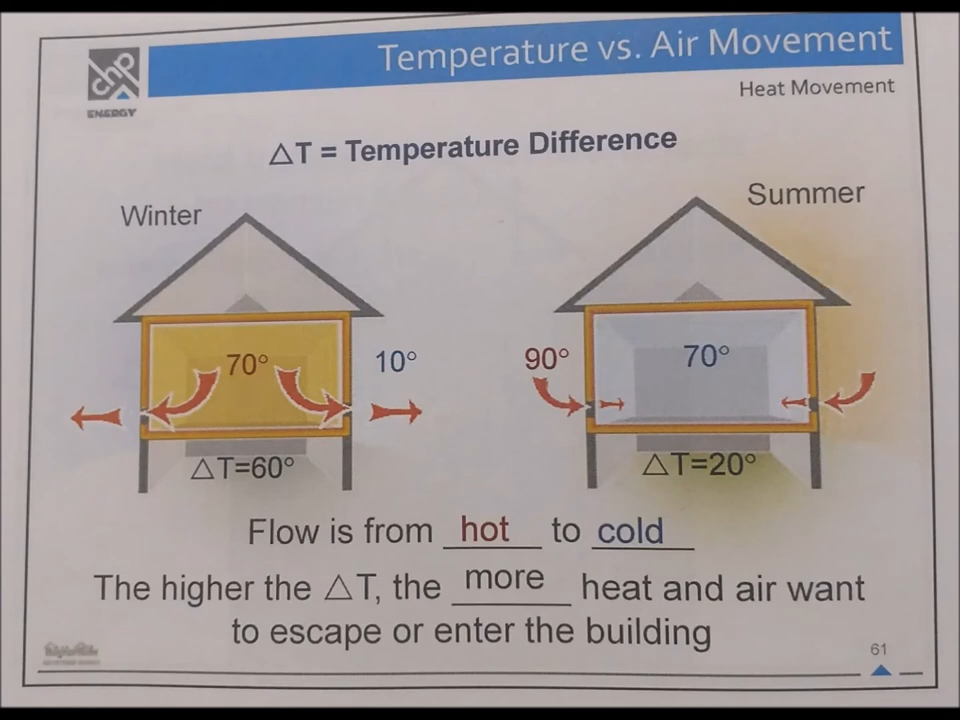 Temperature vs. Air Movement
chp
ENERGY
Heat Movement
△T = Temperature Difference
Winter
Summer
70°
10°
90°
70°
△T=60°
△T=20°
Flow is from hot to cold
The higher the △T, the more heat and air want
to escape or enter the building
61